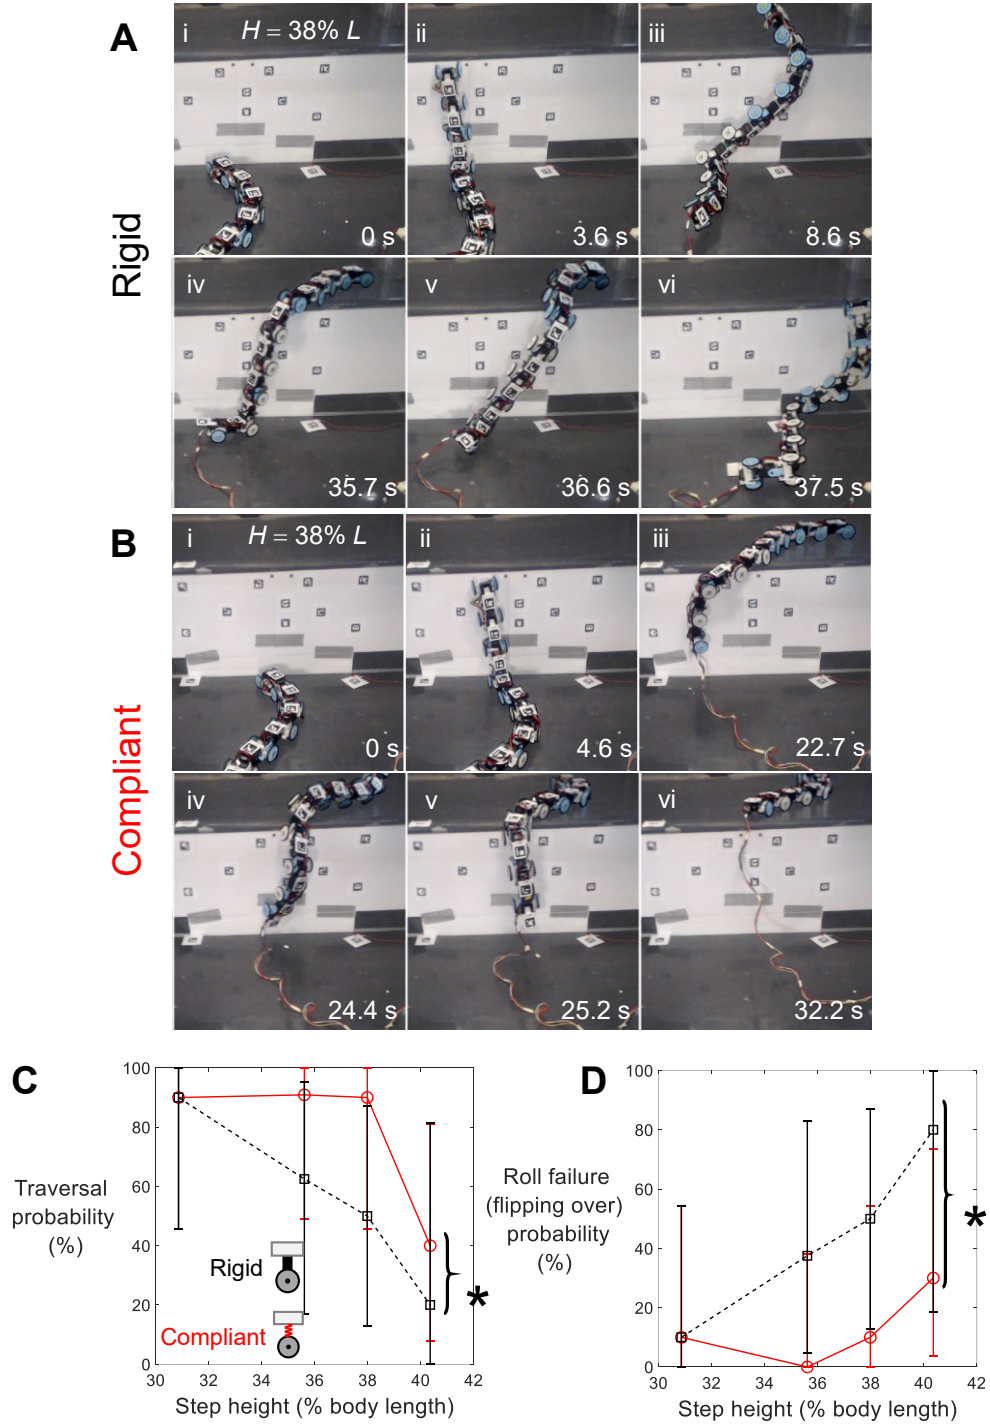 A
Rigid
i
H = 38% L
0 s
ii
3.6 s
iii
8.6 s
iv
35.7 s
v
36.6 s
vi
37.5 s
B
Compliant
i
H = 38% L
0 s
ii
4.6 s
iii
22.7 s
iv
24.4 s
v
25.2 s
vi
32.2 s
C
Traversal
probability
(%)
100
80
60
40
20
0
Rigid
Compliant
*
30 32 34 36 38 40 42
Step height (% body length)
D
Roll failure
(flipping over)
probability
(%)
100
80
60
40
20
0
*
30 32 34 36 38 40 42
Step height (% body length)